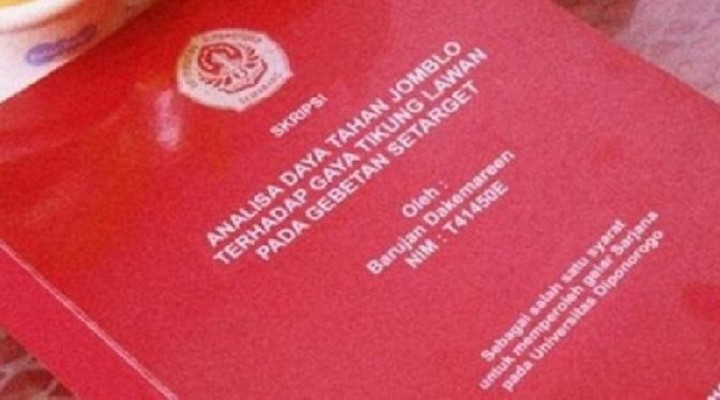 SKRIPSI
ANALISA DAYA TAHAN JOMBLO
TERHADAP GAYA TIKUNG LAWAN
PADA GEBETAN SETARGET
Oleh :
Barujan Dakemareen
NIM : T41450E
Sebagai salah satu syarat
untuk memperoleh gelar Sarjana
pada Universitas Diponorogo